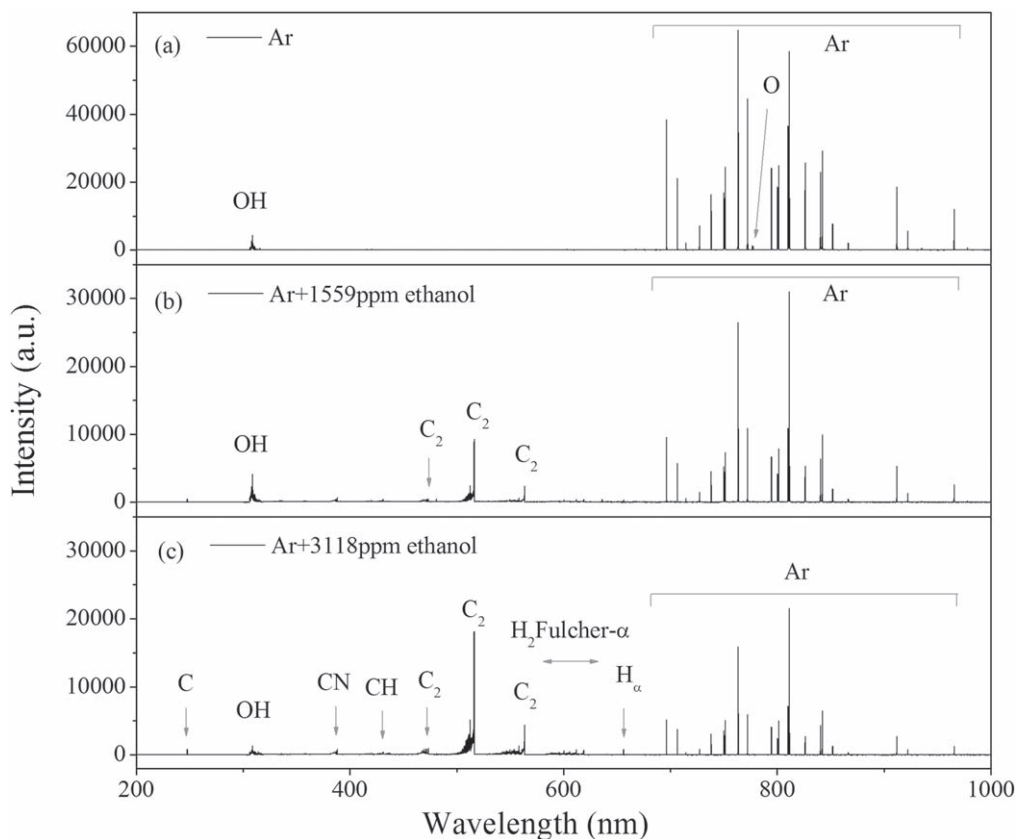 (a) Ar
Ar
O
OH
60000
40000
20000
0
(b) Ar+1559ppm ethanol
Ar
C₂
C₂
OH
C₂
30000
20000
10000
0
(c) Ar+3118ppm ethanol
Ar
C₂
H₂Fulcher-α
C
CN
CH
C₂
OH
C₂
Hα
30000
20000
10000
0
200 400 600 800 1000
Intensity (a.u.)
Wavelength (nm)